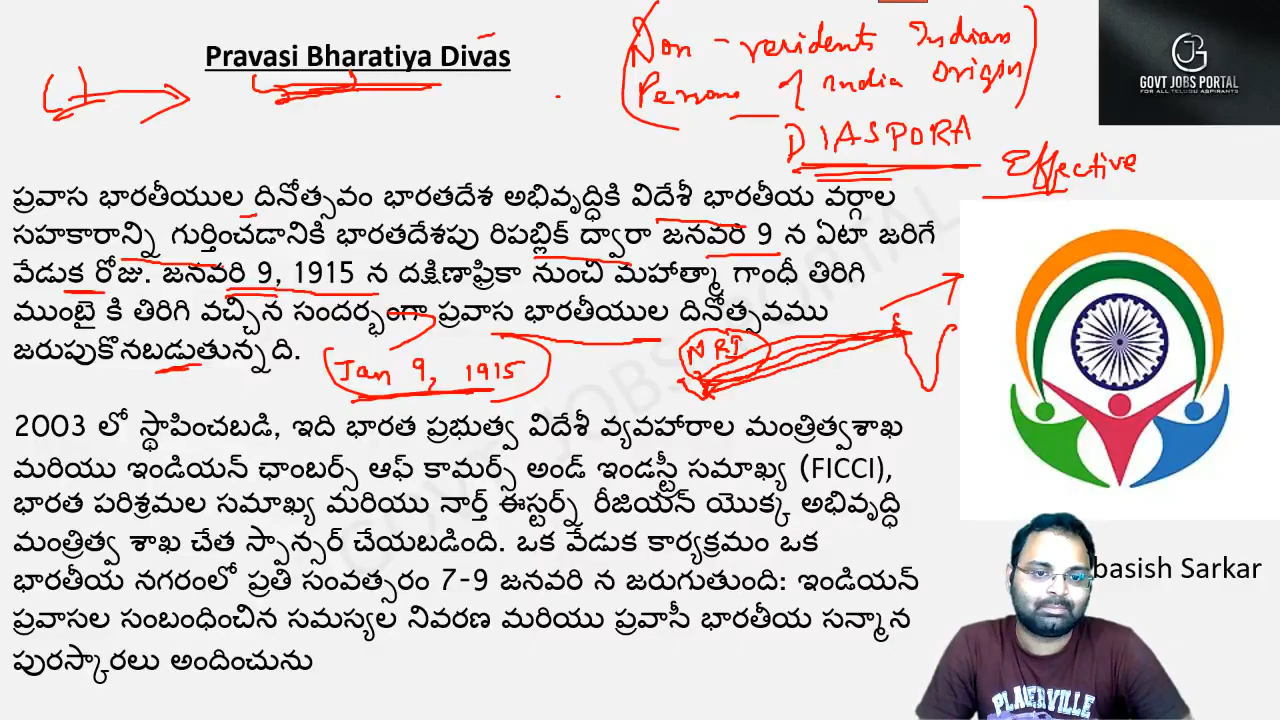 Pravasi Bharatiya Divas
Non - residents Indian
Persons of India Origin
DIASPORA
Effective
GOVT JOBS PORTAL
FOR ALL TELUGU ASPIRANTS
ప్రవాస భారతీయుల దినోత్సవం భారతదేశ అభివృద్ధికి విదేశీ భారతీయ వర్గాల
సహకారాన్ని గుర్తించడానికి భారతదేశపు రిపబ్లిక్ ద్వారా జనవరి 9 న ఏటా జరిగే
వేడుక రోజు. జనవరి 9, 1915 న దక్షిణాఫ్రికా నుంచి మహాత్మా గాంధీ తిరిగి
ముంబై కి తిరిగి వచ్చిన సందర్భంగా ప్రవాస భారతీయుల దినోత్సవము
జరుపుకొనబడుతున్నది.
Jan 9, 1915
NRI
2003 లో స్థాపించబడి, ఇది భారత ప్రభుత్వ విదేశీ వ్యవహారాల మంత్రిత్వశాఖ
మరియు ఇండియన్ ఛాంబర్స్ ఆఫ్ కామర్స్ అండ్ ఇండస్ట్రీ సమాఖ్య (FICCI),
భారత పరిశ్రమల సమాఖ్య మరియు నార్త్ ఈస్టర్న్ రీజియన్ యొక్క అభివృద్ధి
మంత్రిత్వ శాఖ చేత స్పాన్సర్ చేయబడింది. ఒక వేడుక కార్యక్రమం ఒక
భారతీయ నగరంలో ప్రతి సంవత్సరం 7-9 జనవరి న జరుగుతుంది: ఇండియన్
ప్రవాసల సంబంధించిన సమస్యల నివరణ మరియు ప్రవాసీ భారతీయ సన్మాన
పురస్కారలు అందించును
basish Sarkar
PLACERVILLE